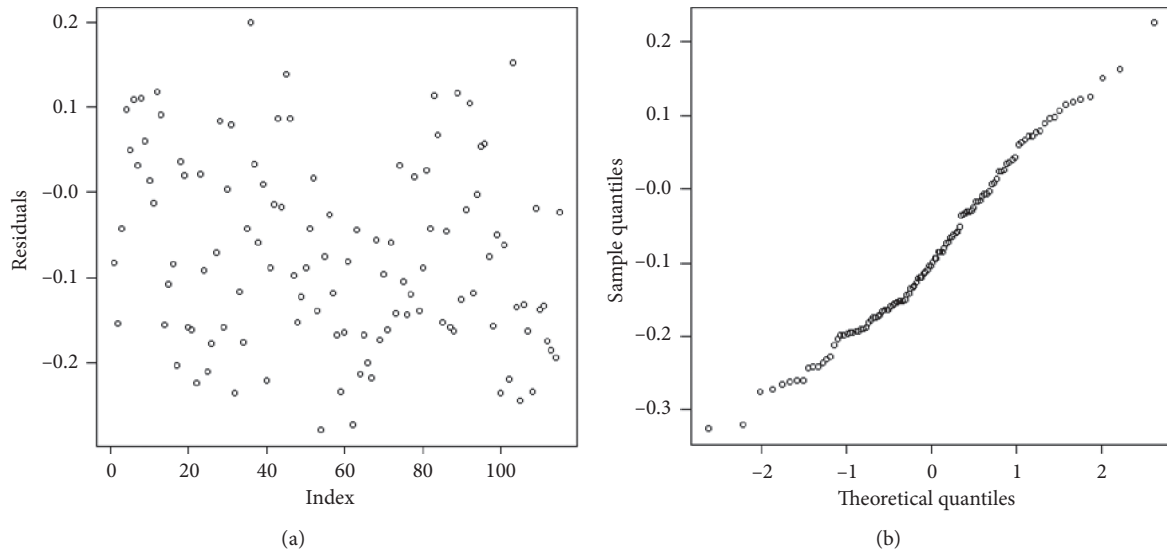 0.2
0.1
–0.0
–0.1
–0.2
Residuals
0 20 40 60 80 100
Index
(a)
0.2
0.1
–0.0
–0.1
–0.2
–0.3
Sample quantiles
–2 –1 0 1 2
Theoretical quantiles
(b)